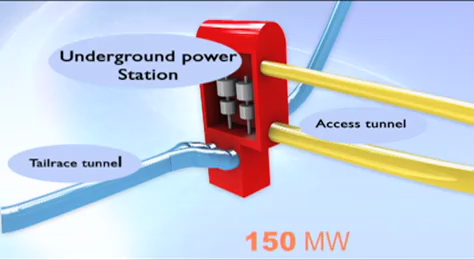 Underground power
Station
Access tunnel
Tailrace tunnel
150 MW